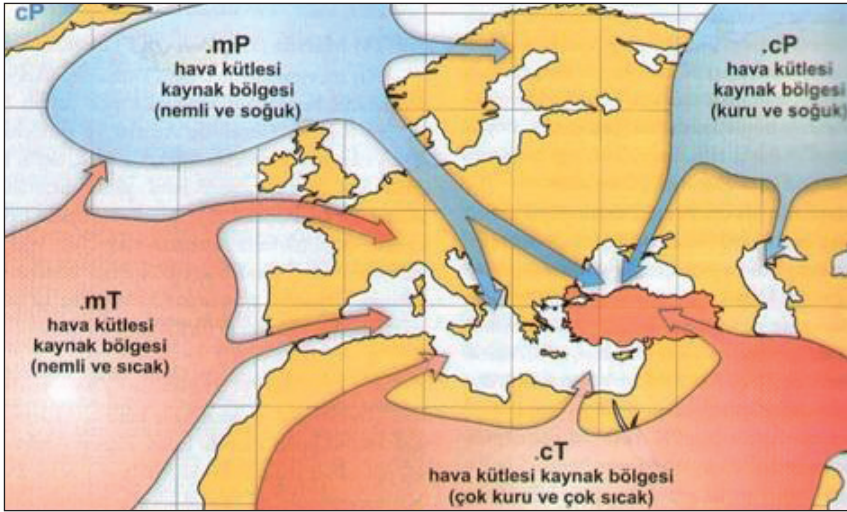 cP
.mP
hava kütlesi
kaynak bölgesi
(nemli ve soğuk)
.cP
hava kütlesi
kaynak bölgesi
(kuru ve soğuk)
.mT
hava kütlesi
kaynak bölgesi
(nemli ve sıcak)
.cT
hava kütlesi kaynak bölgesi
(çok kuru ve çok sıcak)